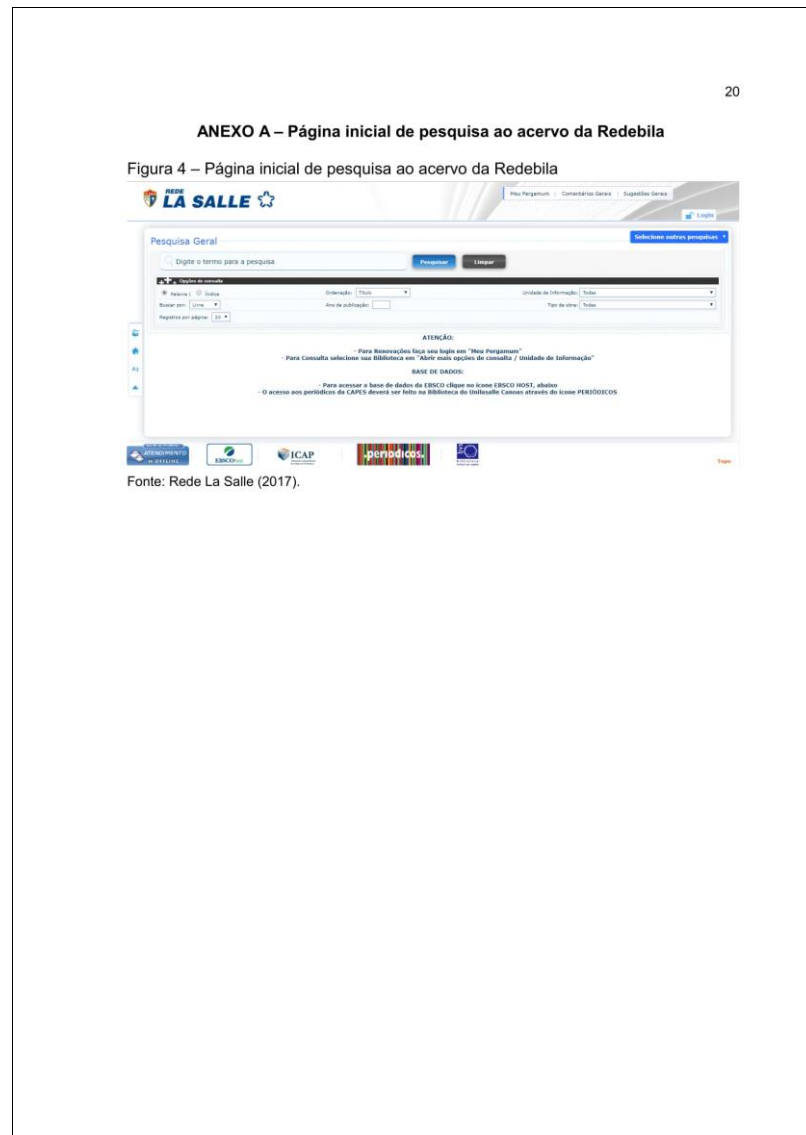 20
ANEXO A – Página inicial de pesquisa ao acervo da Redebila
Figura 4 – Página inicial de pesquisa ao acervo da Redebila
REDE
LA SALLE
Meu Pergamum | Comentários Gerais | Sugestões Gerais
Login
Pesquisa Geral
Selecione outras pesquisas
Digite o termo para a pesquisa
Pesquisar
Limpar
Opções de consulta
Palavra | Índice
Ordenação: Título
Unidade de Informação: Todas
Buscar por: Livre
Ano de publicação:
Tipo de obra: Todas
Registros por página: 20
ATENÇÃO:
- Para Renovações faça seu login em "Meu Pergamum"
- Para Consulta selecione sua Biblioteca em "Abrir mais opções de consulta / Unidade de Informação"
BASE DE DADOS:
- Para acessar a base de dados da EBSCO clique no ícone EBSCO HOST, abaixo
- O acesso aos periódicos da CAPES deverá ser feito na Biblioteca do Unilasalle Canoas através do ícone PERIÓDICOS
ATENDIMENTO
OFFLINE
EBSCO
ICAP
.periodicos.
Topo
Fonte: Rede La Salle (2017).